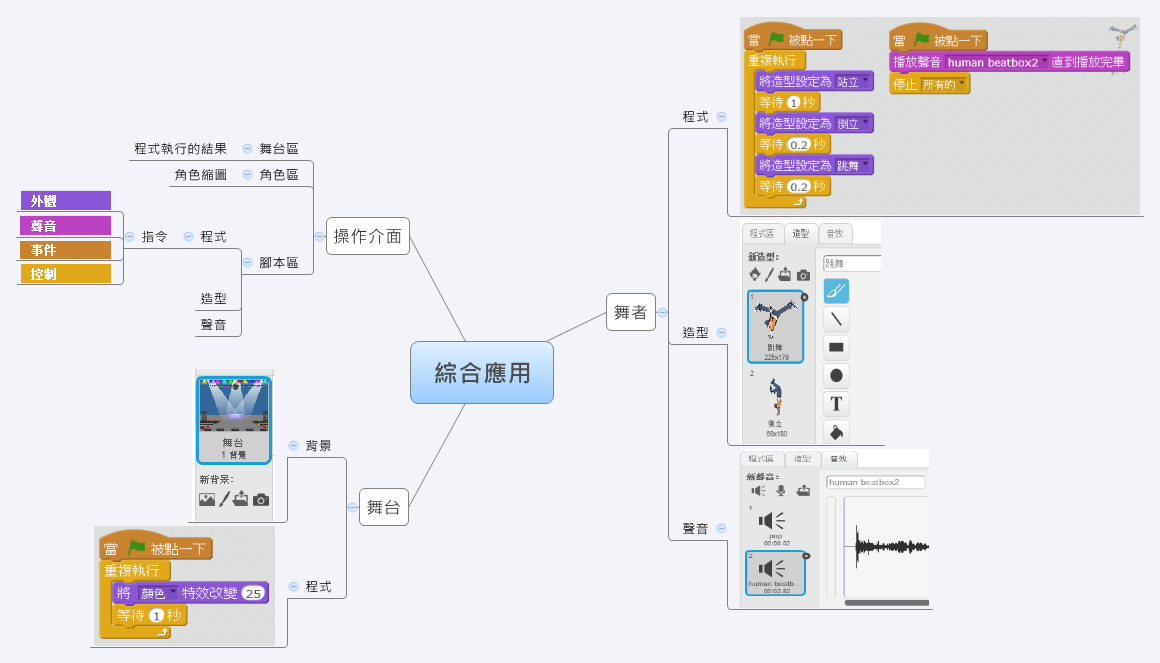 綜合應用
操作介面
舞台區
程式執行的結果
角色區
角色縮圖
腳本區
程式
指令
外觀
聲音
事件
控制
造型
聲音
舞台
背景
舞台
1 背景
新背景:
程式
當 被點一下
重複執行
將 顏色 特效改變 25
等待 1 秒
舞者
程式
當 被點一下
重複執行
將造型設定為 站立
等待 1 秒
將造型設定為 倒立
等待 0.2 秒
將造型設定為 跳舞
等待 0.2 秒
當 被點一下
播放聲音 human beatbox2 直到播放完畢
停止 所有的
造型
程式區 造型 音效
新造型:
跳舞
1
跳舞
225x179
2
倒立
60x180
T
聲音
程式區 造型 音效
新聲音:
human beatbox2
1
pop
00:00.02
2
human beatb...
00:02.82